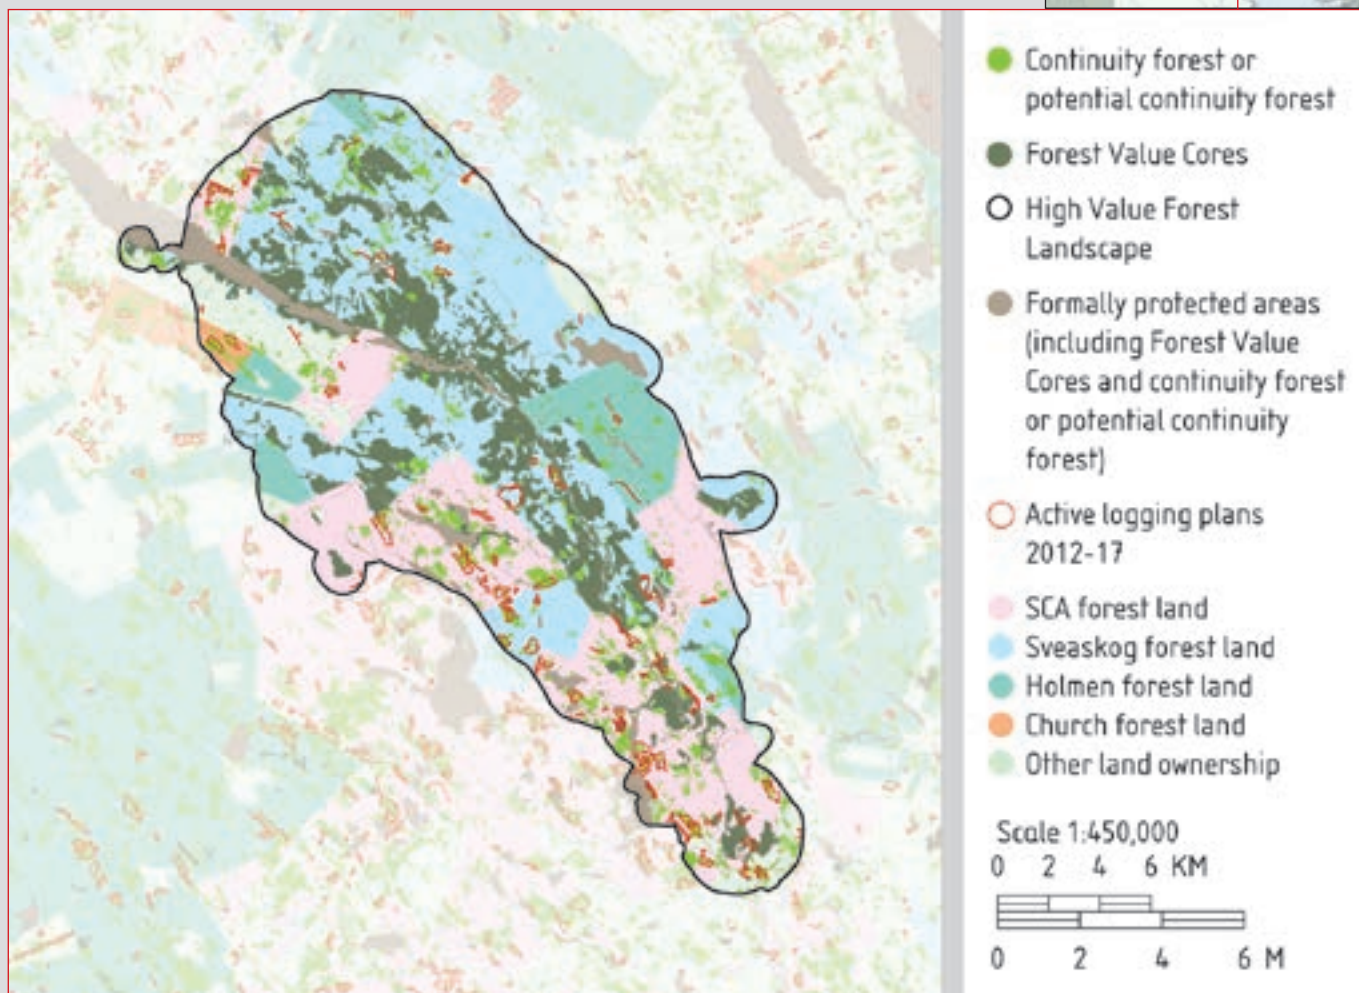 Continuity forest or
potential continuity forest
Forest Value Cores
High Value Forest
Landscape
Formally protected areas
(including Forest Value
Cores and continuity forest
or potential continuity
forest)
Active logging plans
2012-17
SCA forest land
Sveaskog forest land
Holmen forest land
Church forest land
Other land ownership
Scale 1:450,000
0 2 4 6 KM
0 2 4 6 M